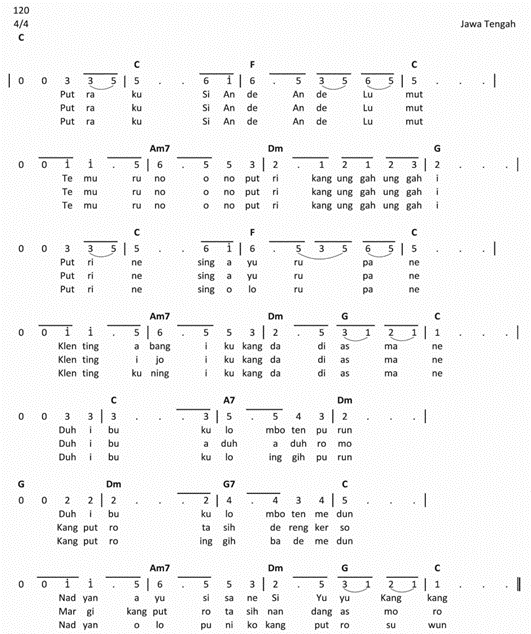 120
4/4 Jawa Tengah
C
C F C
| 0 0 3 3 5 | 5 . . 6 i | 6 . 5 3 5 6 5 | 5 . . . |
Put ra ku Si An de An de Lu mut
Put ra ku Si An de An de Lu mut
Put ra ku Si An de An de Lu mut
Am7 Dm G
0 0 i i . 5 | 6 . 5 5 3 | 2 . 1 2 1 2 3 | 2 . . . |
Te mu ru no o no put ri kang ung gah ung gah i
Te mu ru no o no put ri kang ung gah ung gah i
Te mu ru no o no put ri kang ung gah ung gah i
C F C
0 0 3 3 5 | 5 . . 6 i | 6 . 5 3 5 6 5 | 5 . . . |
Put ri ne sing a yu ru pa ne
Put ri ne sing a yu ru pa ne
Put ri ne sing o lo ru pa ne
Am7 Dm G C
0 0 i i . 5 | 6 . 5 5 3 | 2 . 5 3 1 2 1 | 1 . . . |
Klen ting a bang i ku kang da di as ma ne
Klen ting i jo i ku kang da di as ma ne
Klen ting ku ning i ku kang da di as ma ne
C A7 Dm
0 0 3 3 | 3 . . 3 | 5 . 5 4 3 | 2 . . . |
Duh i bu ku lo mbo ten pu run
Duh i bu a duh a duh ro mo
Duh i bu ku lo ing gih pu run
G Dm G7 C
0 0 2 2 | 2 . . 2 | 4 . 4 3 4 | 5 . . . |
Duh i bu ku lo mbo ten me dun
Kang put ro ta sih de reng ker so
Kang put ro ing gih ba de me dun
Am7 Dm G C
0 0 i i . 5 | 6 . 5 5 3 | 2 . 5 3 1 2 1 | 1 . . . ‖
Nad yan a yu si sa ne Si Yu yu Kang kang
Mar gi kang put ro ta sih nan dang as mo ro
Nad yan o lo pu ni ko kang put ro su wun